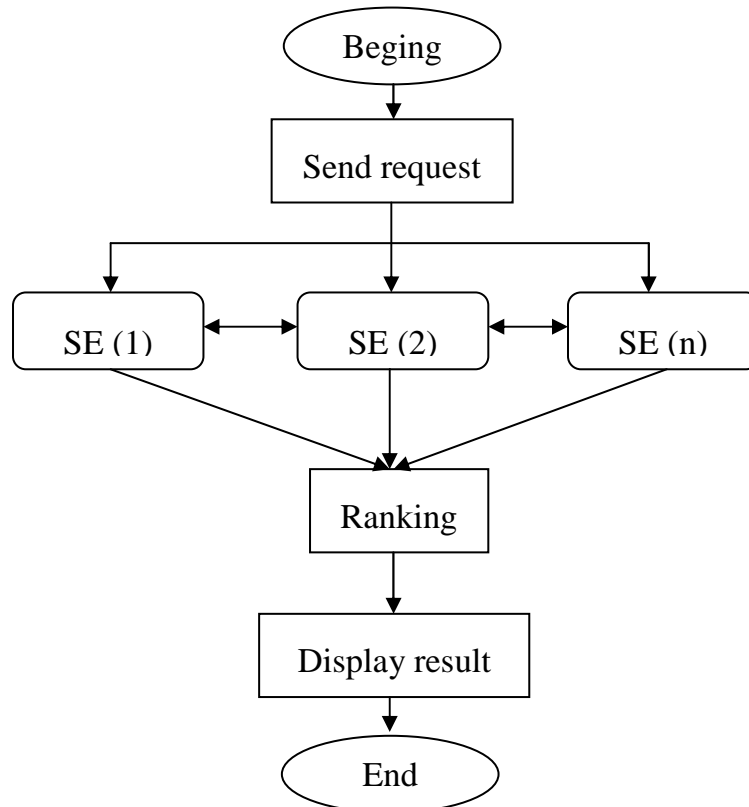 Beging
Send request
SE (1)
SE (2)
SE (n)
Ranking
Display result
End